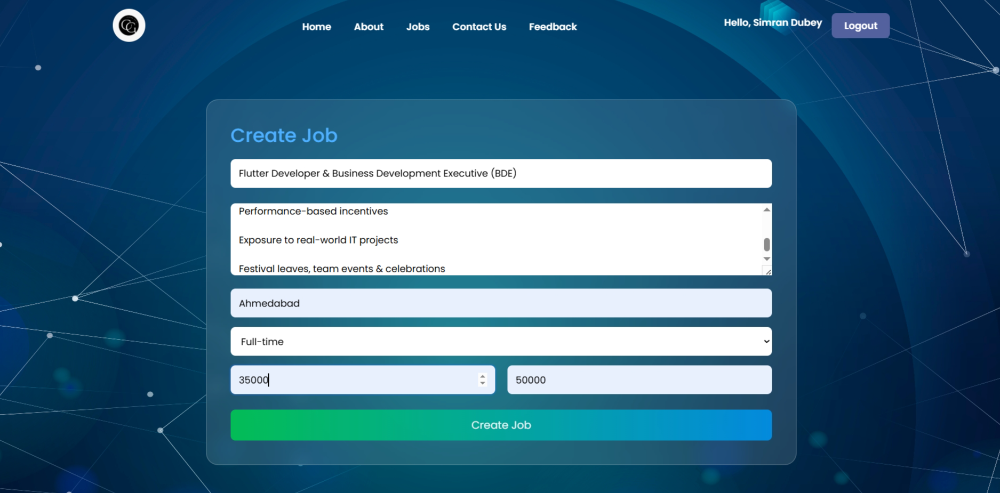 Home About Jobs Contact Us Feedback Hello, Simran Dubey Logout
Create Job
Flutter Developer & Business Development Executive (BDE)
Performance-based incentives
Exposure to real-world IT projects
Festival leaves, team events & celebrations
Ahmedabad
Full-time
35000 50000
Create Job